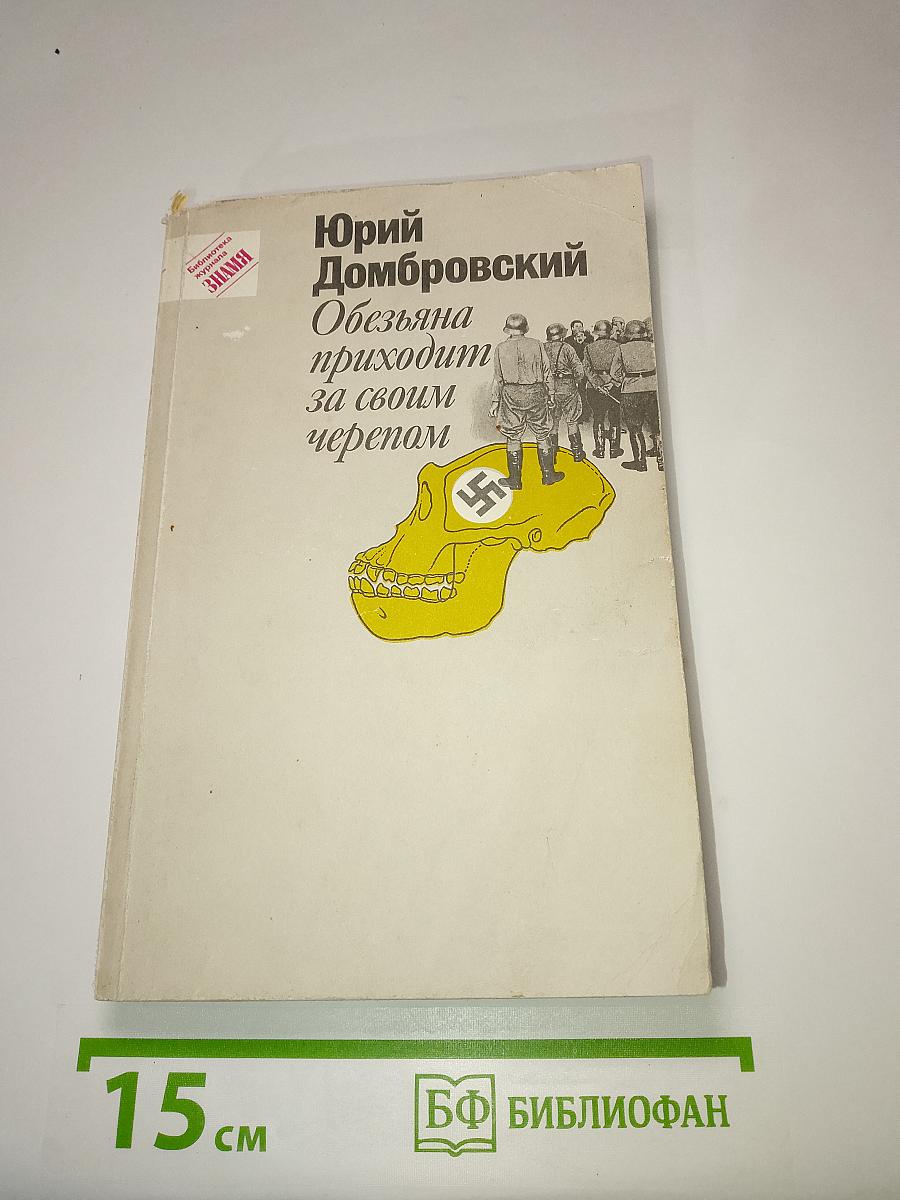 Библиотека
журнала
ЗНАМЯ
Юрий
Домбровский
Обезьяна
приходит
за своим
черепом
15 см
БФ БИБЛИОФАН